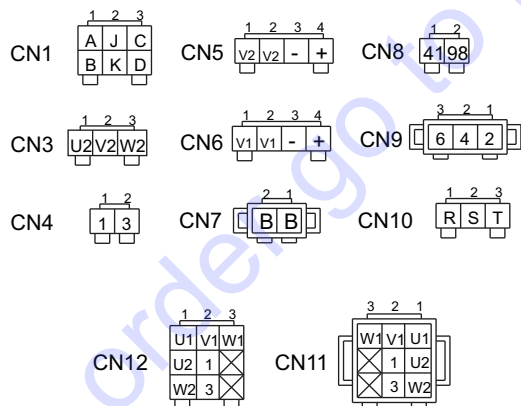 1 2 3
CN1 A J C
B K D
1 2 3 4
CN5 V2 V2 - +
1 2
CN8 41 98
1 2 3
CN3 U2 V2 W2
1 2 3 4
CN6 V1 V1 - +
3 2 1
CN9 6 4 2
1 2
CN4 1 3
2 1
CN7 B B
1 2 3
CN10 R S T
1 2 3
CN12 U1 V1 W1
U2 1
W2 3
3 2 1
CN11 W1 V1 U1
1 U2
3 W2
order go to